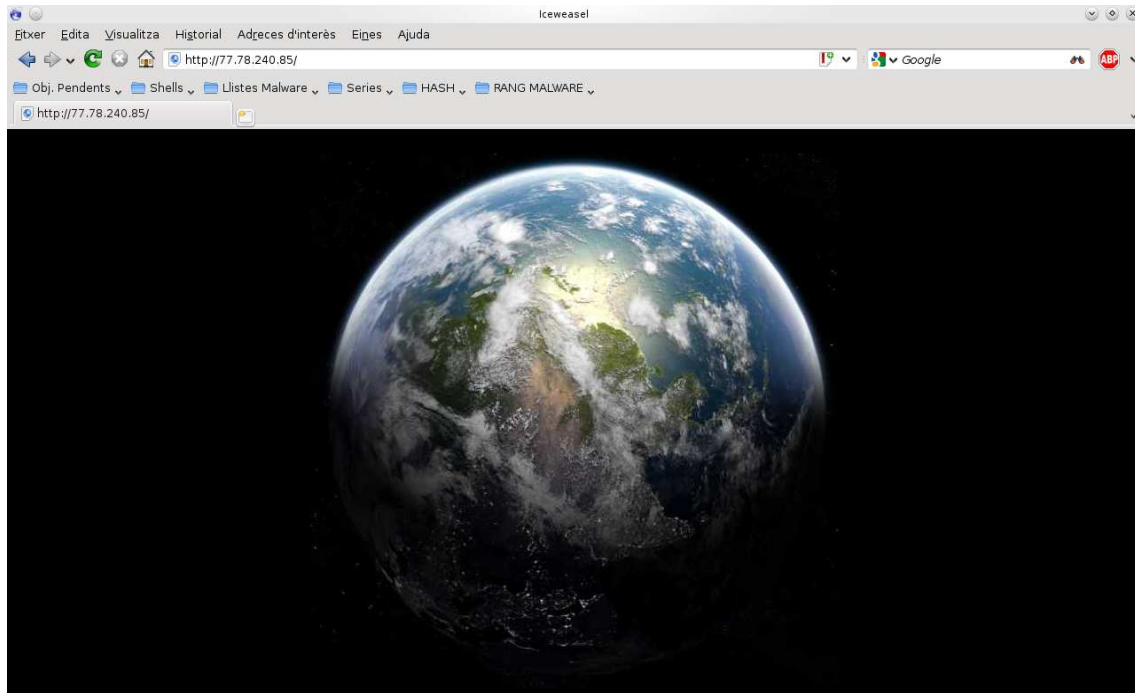 Iceweasel
Fitxer Edita Visualitza Historial Adreces d'interès Eines Ajuda
http://77.78.240.85/ Google ABP
Obj. Pendents Shells Llistes Malware Series HASH RANG MALWARE
http://77.78.240.85/